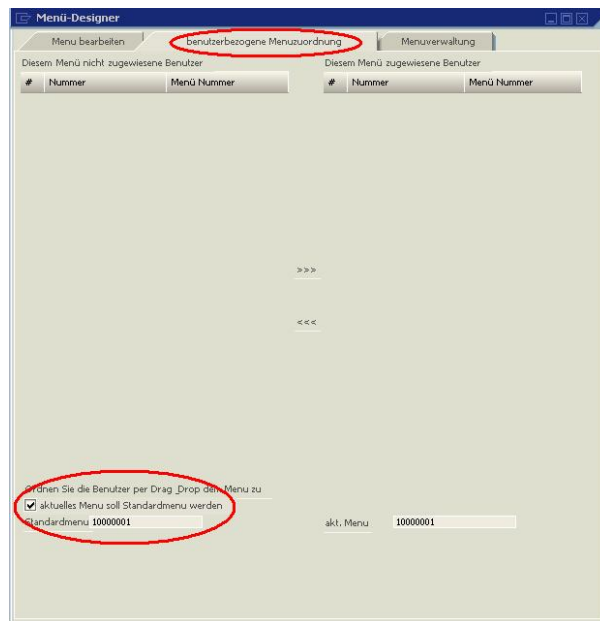 Menü-Designer
Menu bearbeiten benutzerbezogene Menuzuordnung Menuverwaltung
Diesem Menü nicht zugewiesene Benutzer Diesem Menü zugewiesene Benutzer
# Nummer Menü Nummer # Nummer Menü Nummer
>>>
<<<
Ordnen Sie die Benutzer per Drag_Drop dem Menu zu
aktuelles Menu soll Standardmenu werden
Standardmenu 10000001 akt. Menu 10000001